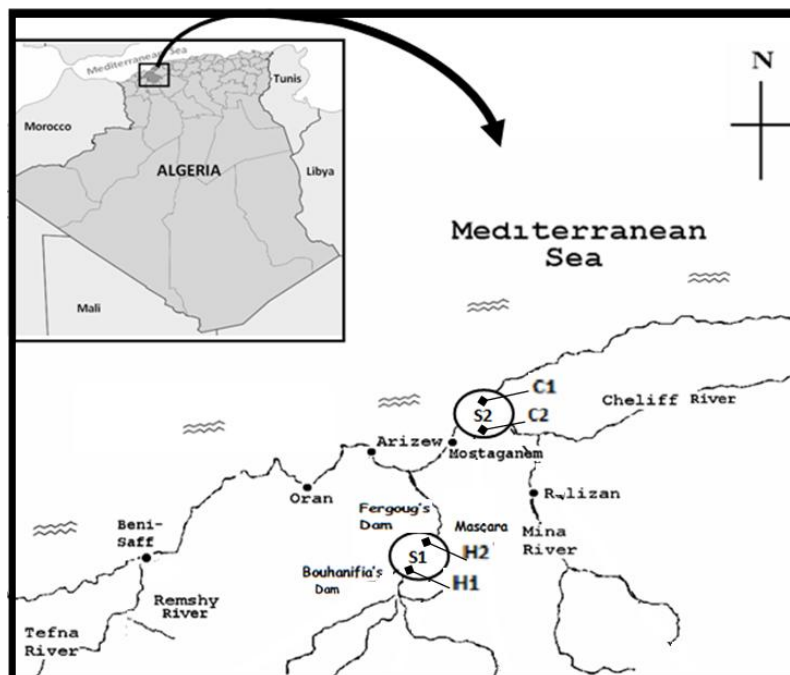 Mediterranean Sea
Tunis
Morocco
ALGERIA
Libya
Mali
N
Mediterranean
Sea
C1
Cheliff River
S2
C2
Arizew
Mostaganem
Oran
Relizan
Fergoug's
Dam
Mascara
Mina
River
Beni-
Saff
H2
S1
Bouhanifia's
Dam
H1
Remshy
River
Tefna
River